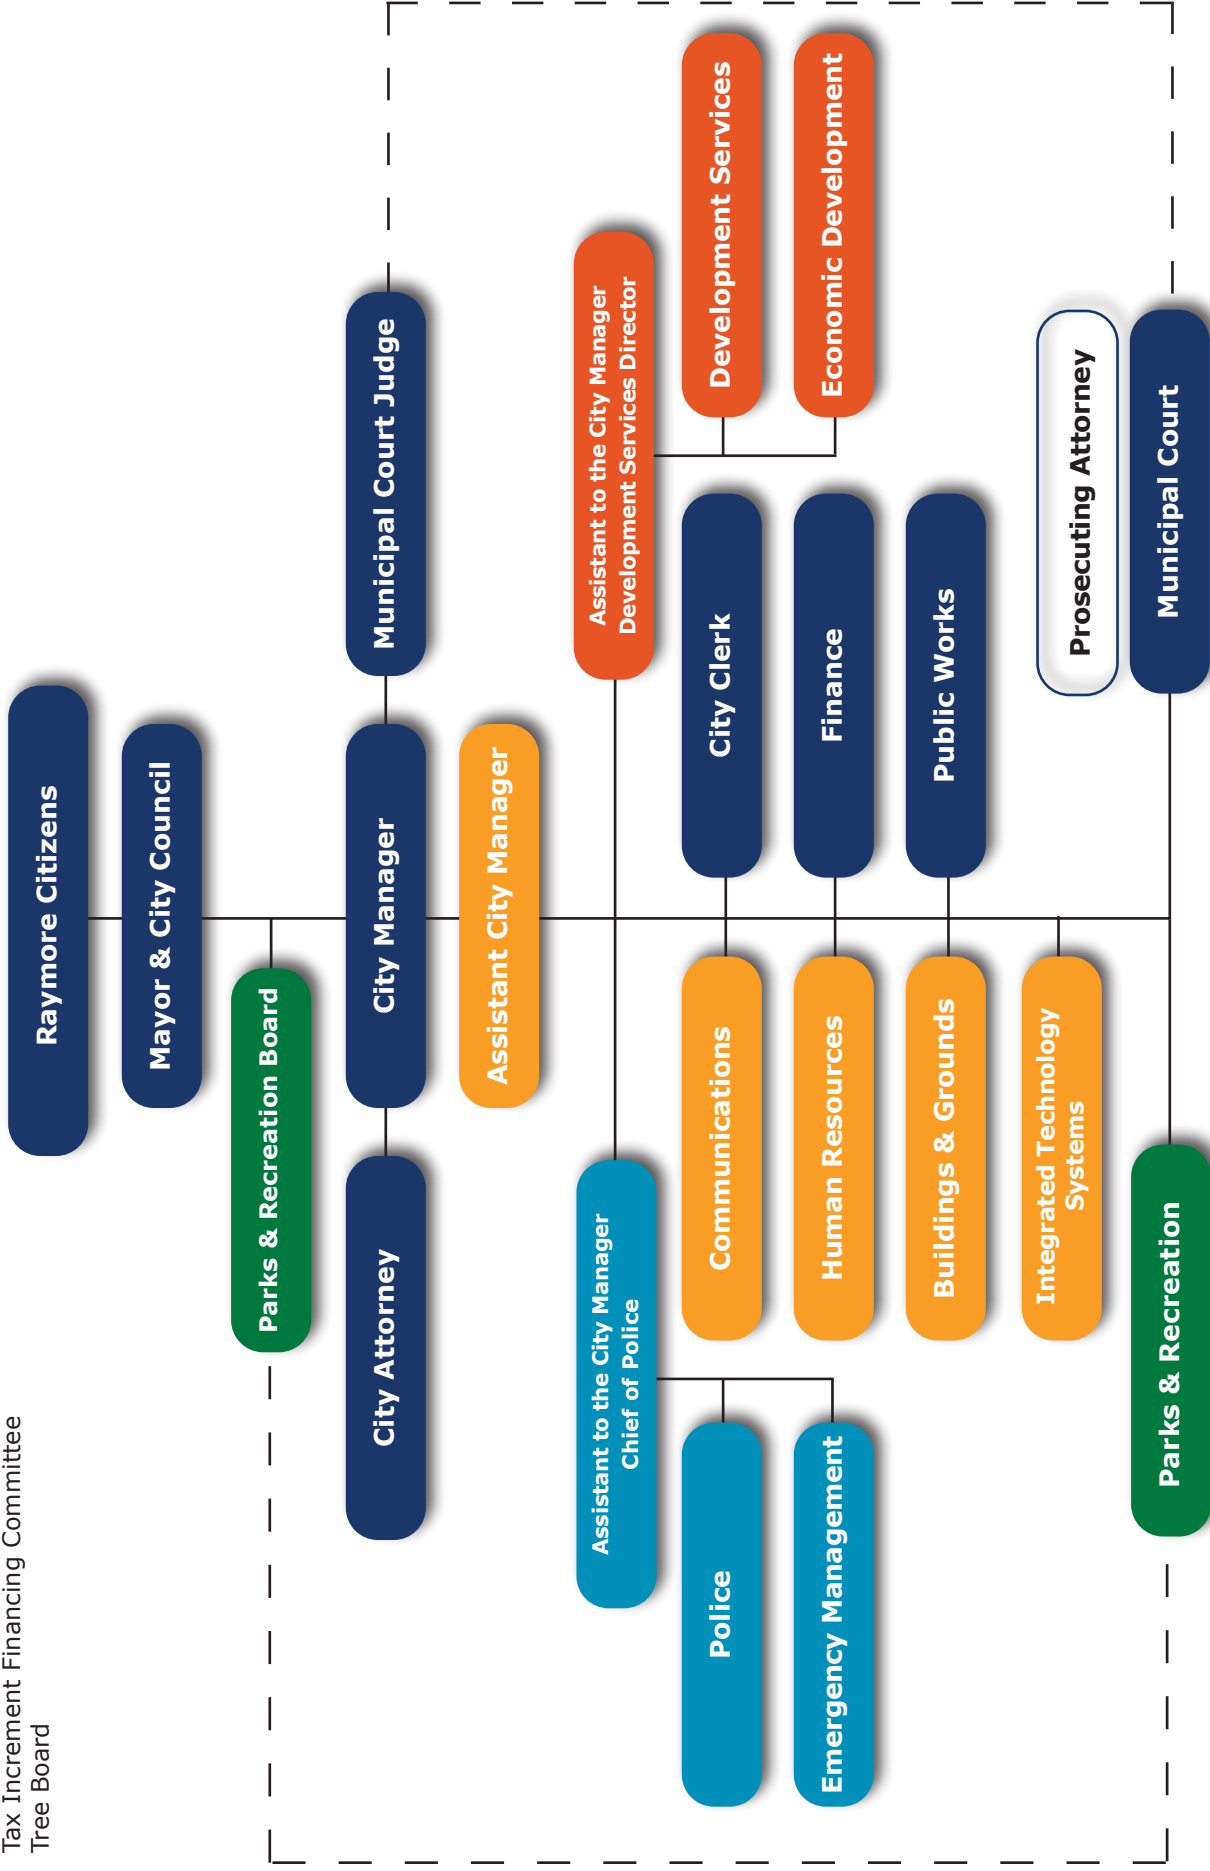 Tax Increment Financing Committee
Tree Board
Raymore Citizens
Mayor & City Council
Parks & Recreation Board
City Attorney
City Manager
Municipal Court Judge
Assistant City Manager
Assistant to the City Manager
Chief of Police
Assistant to the City Manager
Development Services Director
Police
Communications
City Clerk
Development Services
Emergency Management
Human Resources
Finance
Economic Development
Buildings & Grounds
Public Works
Integrated Technology
Systems
Prosecuting Attorney
Parks & Recreation
Municipal Court